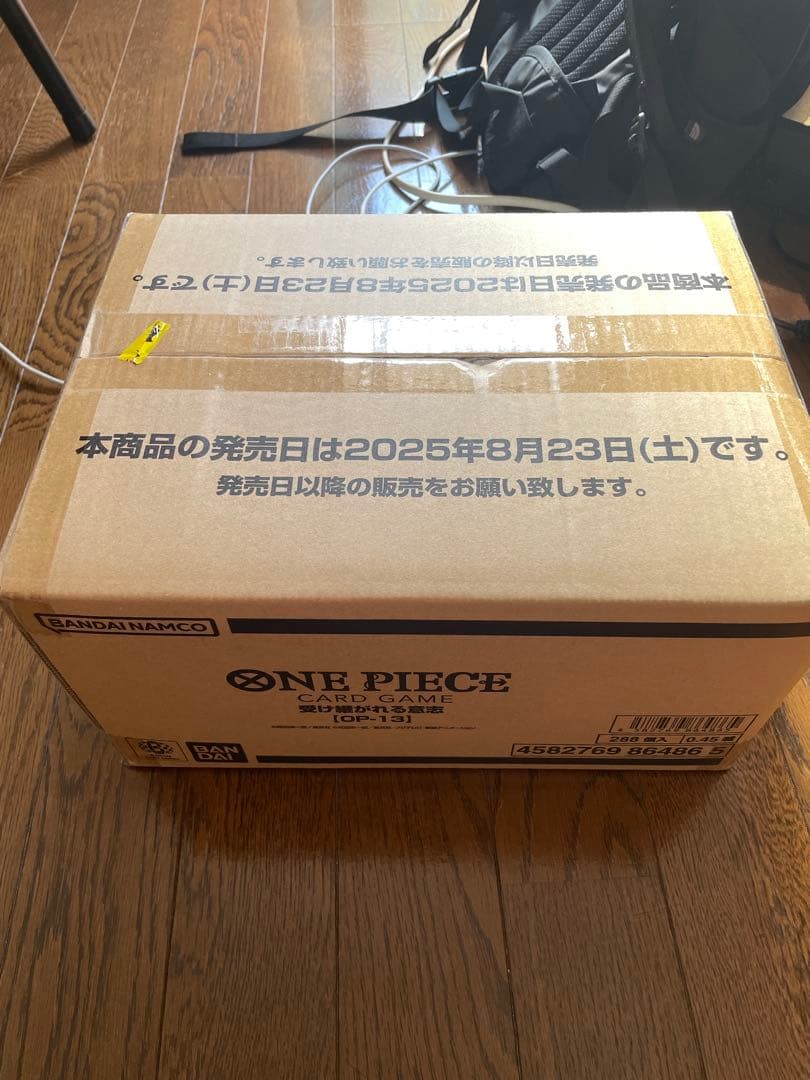 本商品の発売日は2025年8月23日(土)です。
発売日以降の販売をお願い致します。
本商品の発売日は2025年8月23日(土)です。
発売日以降の販売をお願い致します。
BANDAI NAMCO
ONE PIECE
CARD GAME
受け継がれる意志
[OP-13]
BAN
DAI
288 個入 0.45
4582769 86486 5